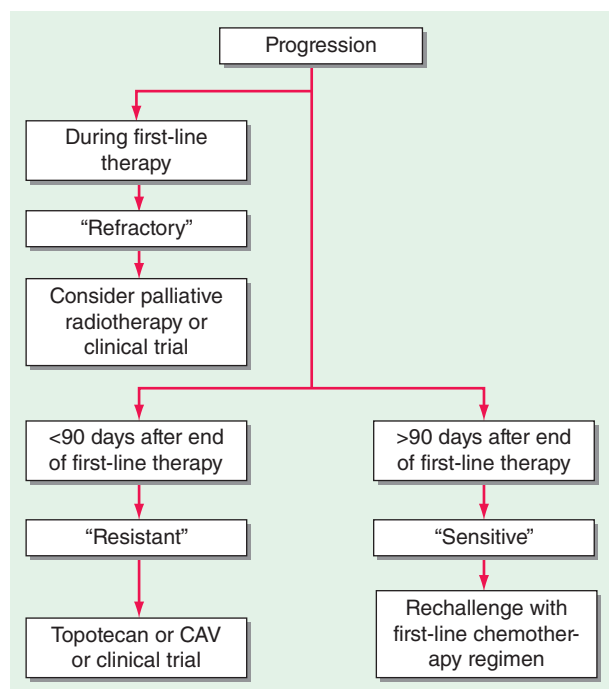 Progression
During first-line
therapy
“Refractory”
Consider palliative
radiotherapy or
clinical trial
<90 days after end
of first-line therapy
“Resistant”
Topotecan or CAV
or clinical trial
>90 days after end
of first-line therapy
“Sensitive”
Rechallenge with
first-line chemother-
apy regimen